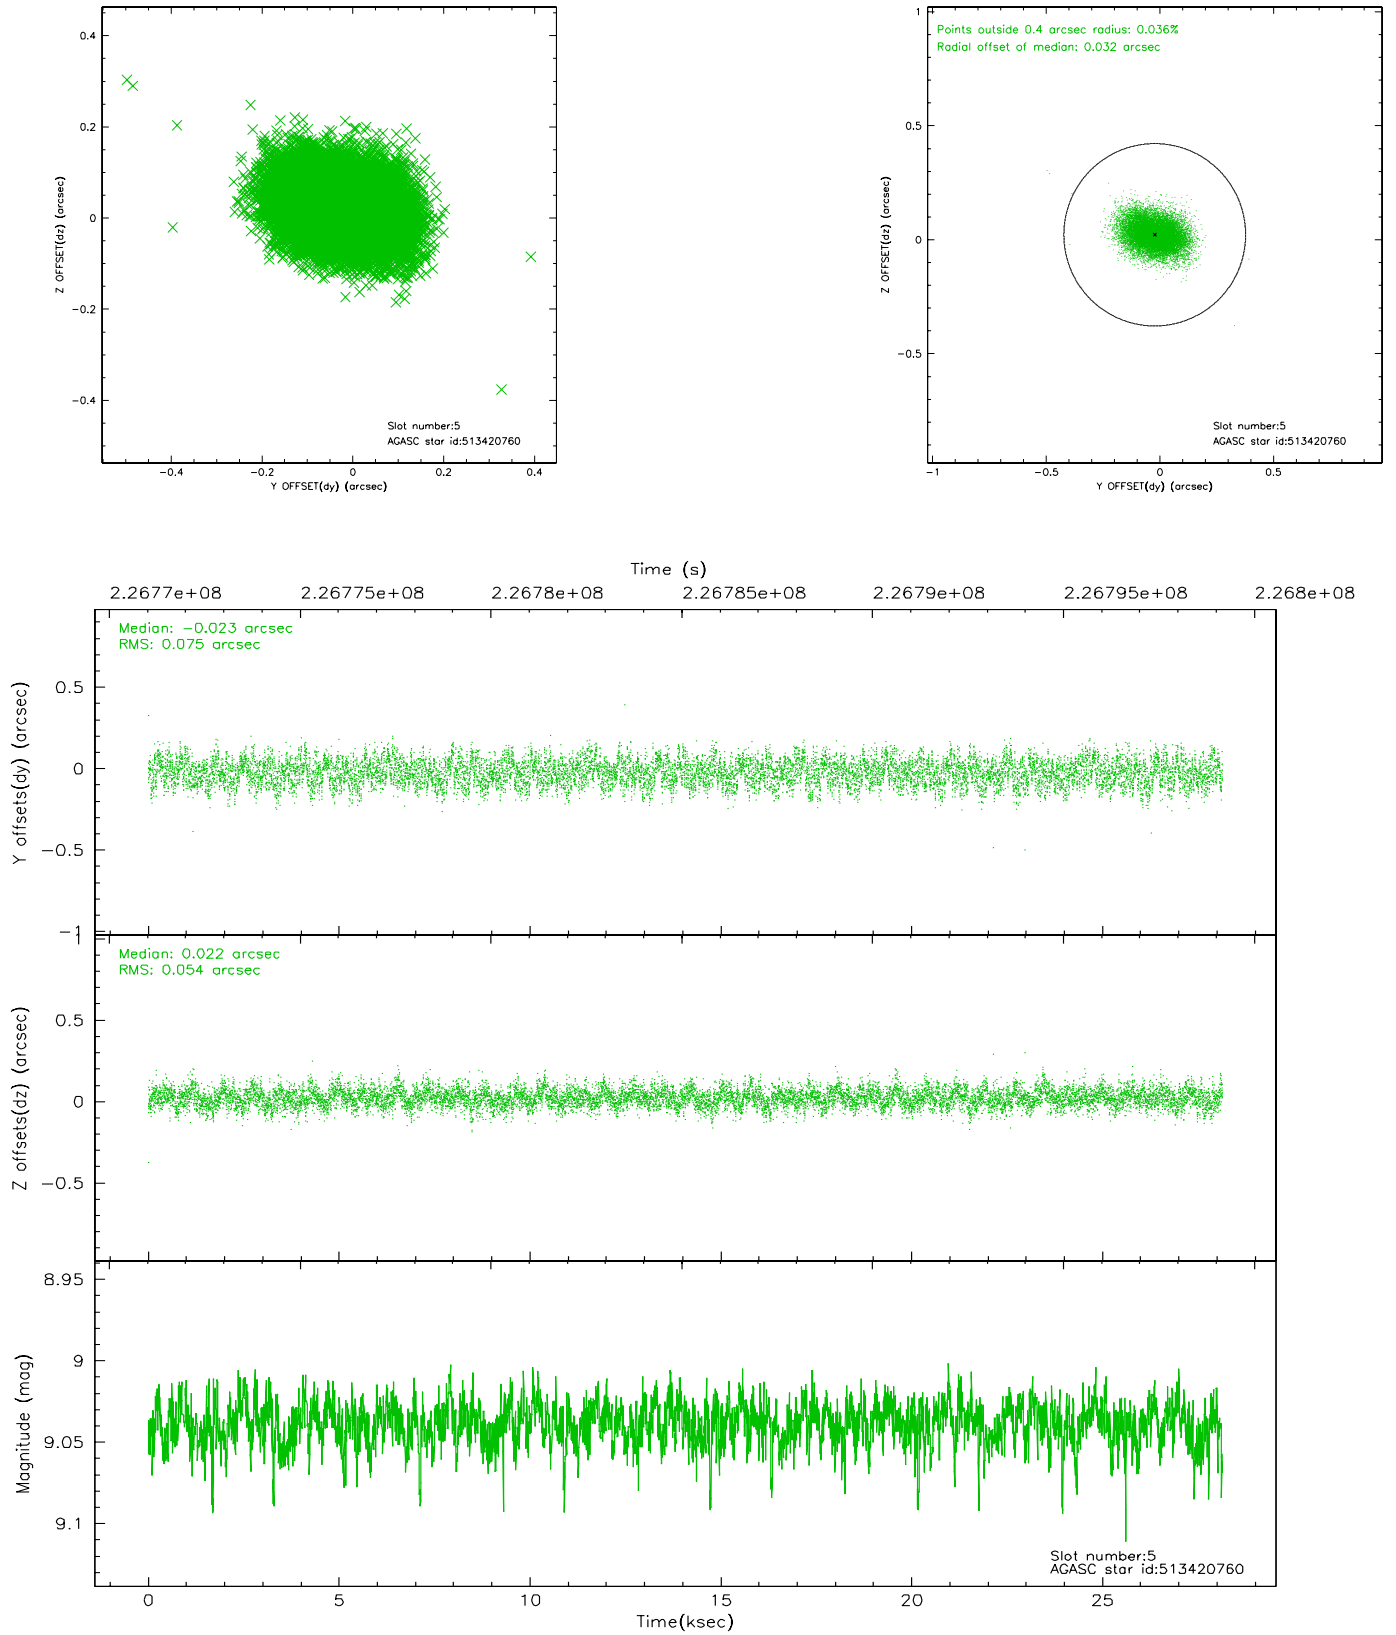 0.4
0.2
0
−0.2
−0.4
Z OFFSET(dz) (arcsec)
Slot number:5
AGASC star id:513420760
−0.4 −0.2 0 0.2 0.4
Y OFFSET(dy) (arcsec)
Points outside 0.4 arcsec radius: 0.036%
Radial offset of median: 0.032 arcsec
1
0.5
0
−0.5
Z OFFSET(dz) (arcsec)
Slot number:5
AGASC star id:513420760
−1 −0.5 0 0.5
Y OFFSET(dy) (arcsec)
Time (s)
2.2677e+08 2.26775e+08 2.2678e+08 2.26785e+08 2.2679e+08 2.26795e+08 2.268e+08
Median: −0.023 arcsec
RMS: 0.075 arcsec
0.5
0
−0.5
−1
Y offsets(dy) (arcsec)
1
Median: 0.022 arcsec
RMS: 0.054 arcsec
0.5
0
−0.5
Z offsets(dz) (arcsec)
8.95
9
9.05
9.1
Magnitude (mag)
Slot number:5
AGASC star id:513420760
0 5 10 15 20 25
Time(ksec)